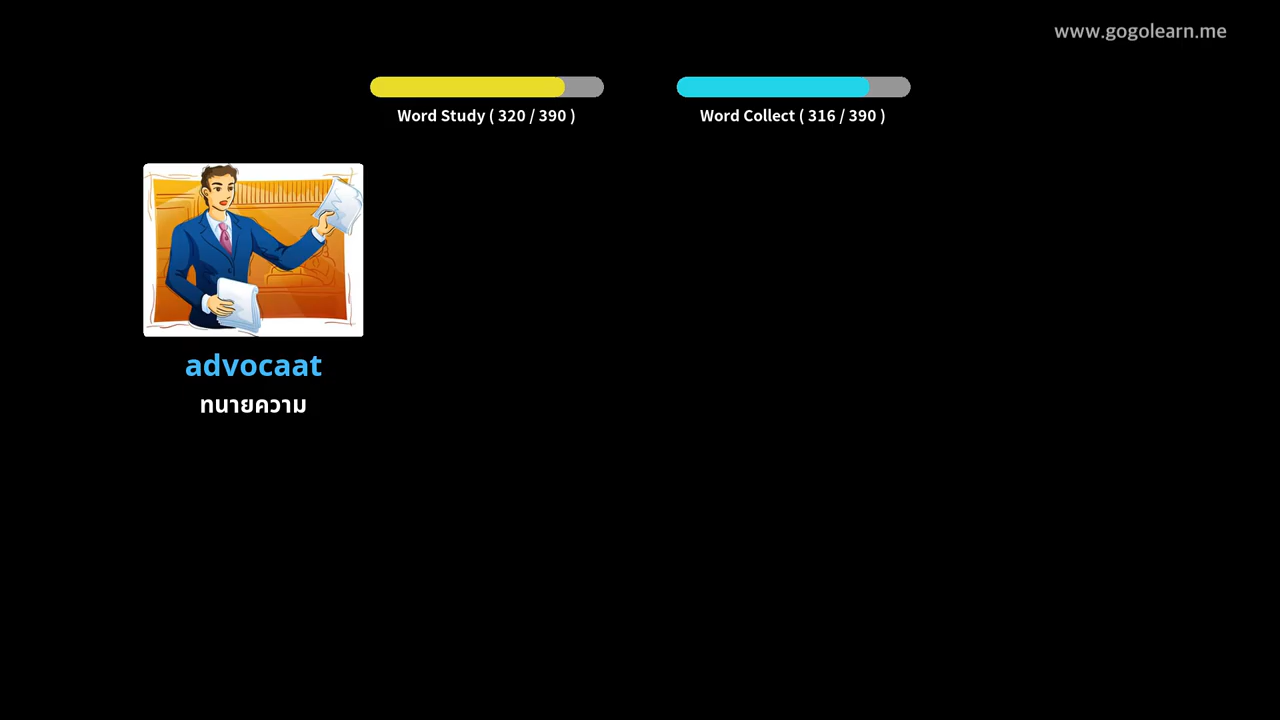 www.gogolearn.me
Word Study ( 320 / 390 )
Word Collect ( 316 / 390 )
advocaat
ทนายความ